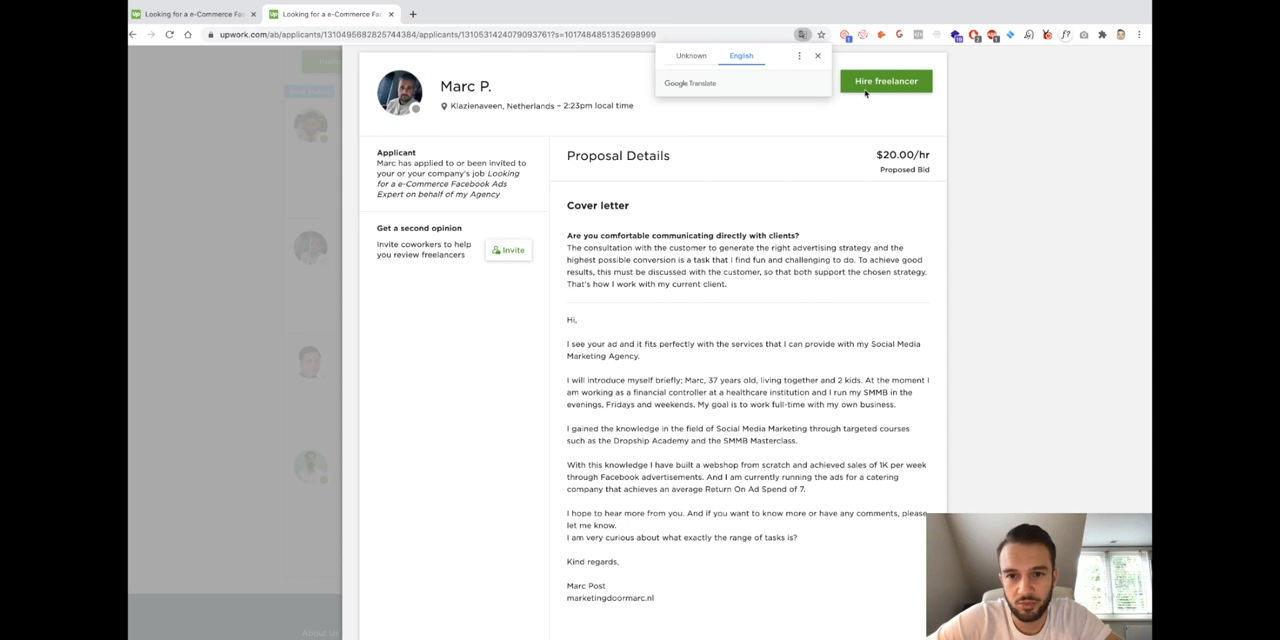 Looking for a e-Commerce Fac
Looking for a e-Commerce Fac
upwork.com/ab/applicants/1310495682825744384/applicants/1310531424079093761?s=1017484851352698999
Unknown
English
Google Translate
Marc P.
Klazienaveen, Netherlands – 2:23pm local time
Hire freelancer
Applicant
Marc has applied to or been invited to
your or your company's job Looking
for a e-Commerce Facebook Ads
Expert on behalf of my Agency
Get a second opinion
Invite coworkers to help
you review freelancers
Invite
Proposal Details
$20.00/hr
Proposed Bid
Cover letter
Are you comfortable communicating directly with clients?
The consultation with the customer to generate the right advertising strategy and the
highest possible conversion is a task that I find fun and challenging to do. To achieve good
results, this must be discussed with the customer, so that both support the chosen strategy.
That's how I work with my current client.
Hi,
I see your ad and it fits perfectly with the services that I can provide with my Social Media
Marketing Agency.
I will introduce myself briefly; Marc, 37 years old, living together and 2 kids. At the moment I
am working as a financial controller at a healthcare institution and I run my SMMB in the
evenings, Fridays and weekends. My goal is to work full-time with my own business.
I gained the knowledge in the field of Social Media Marketing through targeted courses
such as the Dropship Academy and the SMMB Masterclass.
With this knowledge I have built a webshop from scratch and achieved sales of 1K per week
through Facebook advertisements. And I am currently running the ads for a catering
company that achieves an average Return On Ad Spend of 7.
I hope to hear more from you. And if you want to know more or have any comments, please
let me know.
I am very curious about what exactly the range of tasks is?
Kind regards,
Marc Post
marketingdoormarc.nl
About Us